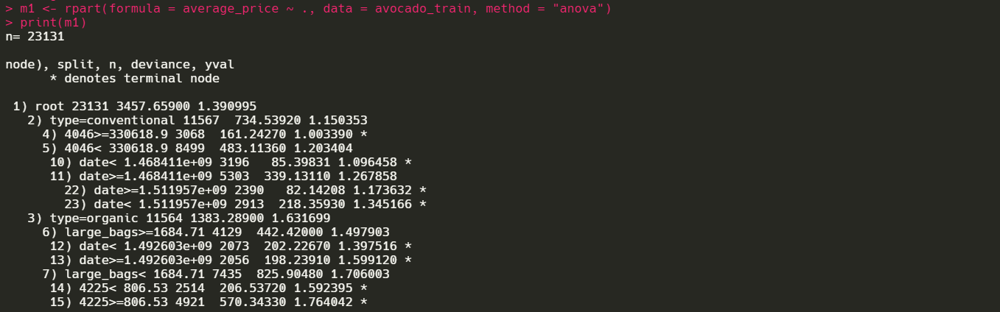 > m1 <- rpart(formula = average_price ~ ., data = avocado_train, method = "anova")
> print(m1)
n= 23131

node), split, n, deviance, yval
      * denotes terminal node

 1) root 23131 3457.65900 1.390995
   2) type=conventional 11567  734.53920 1.150353
     4) 4046>=330618.9 3068  161.24270 1.003390 *
     5) 4046< 330618.9 8499  483.11360 1.203404
      10) date< 1.468411e+09 3196   85.39831 1.096458 *
      11) date>=1.468411e+09 5303  339.13110 1.267858
        22) date>=1.511957e+09 2390   82.14208 1.173632 *
        23) date< 1.511957e+09 2913  218.35930 1.345166 *
   3) type=organic 11564 1383.28900 1.631699
     6) large_bags>=1684.71 4129  442.42000 1.497903
      12) date< 1.492603e+09 2073  202.22670 1.397516 *
      13) date>=1.492603e+09 2056  198.23910 1.599120 *
     7) large_bags< 1684.71 7435  825.90480 1.706003
      14) 4225< 806.53 2514  206.53720 1.592395 *
      15) 4225>=806.53 4921  570.34330 1.764042 *